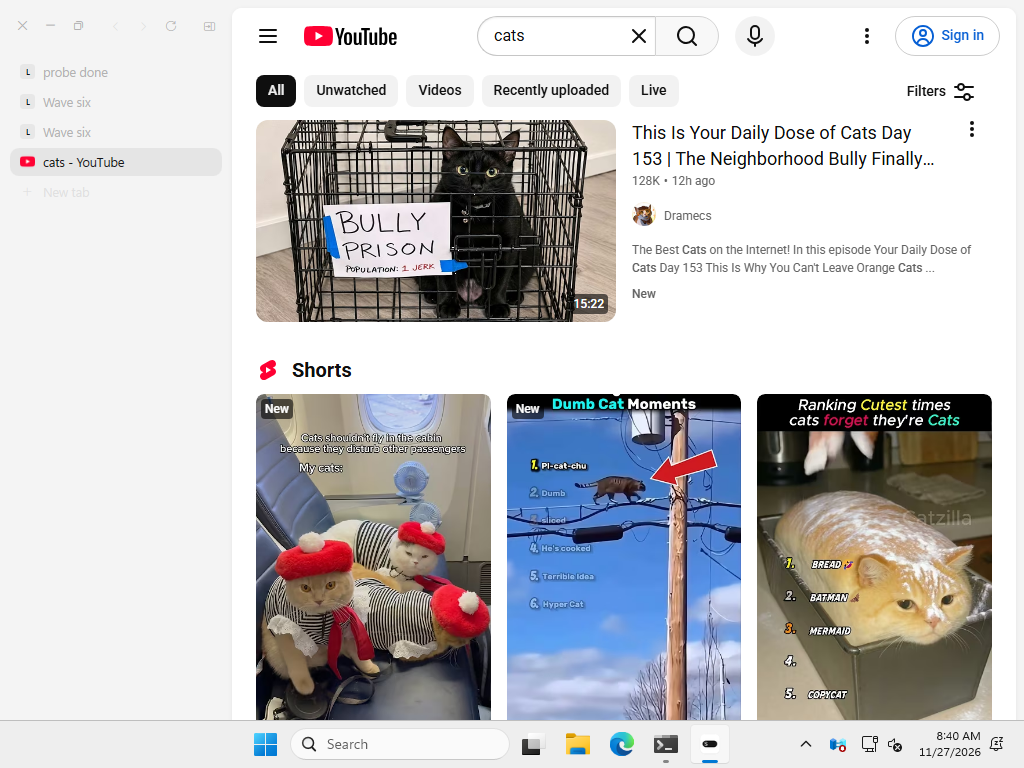 probe done
Wave six
Wave six
cats - YouTube
New tab
YouTube
cats
Sign in
All
Unwatched
Videos
Recently uploaded
Live
Filters
BULLY
PRISON
POPULATION: 1 JERK
15:22
This Is Your Daily Dose of Cats Day
153 | The Neighborhood Bully Finally…
128K • 12h ago
Dramecs
The Best Cats on the Internet! In this episode Your Daily Dose of
Cats Day 153 This Is Why You Can't Leave Orange Cats ...
New
Shorts
New
Cats shouldn't fly in the cabin
because they disturb other passengers
My cats:
New
Dumb Cat Moments
1. Pi-cat-chu
2. Dumb
3. sliced
4. He's cooked
5. Terrible Idea
6. Hyper Cat
Ranking Cutest times
cats forget they're Cats
Catzilla
1. BREAD
2. BATMAN
3. MERMAID
4.
5. COPYCAT
Search
8:40 AM
11/27/2026